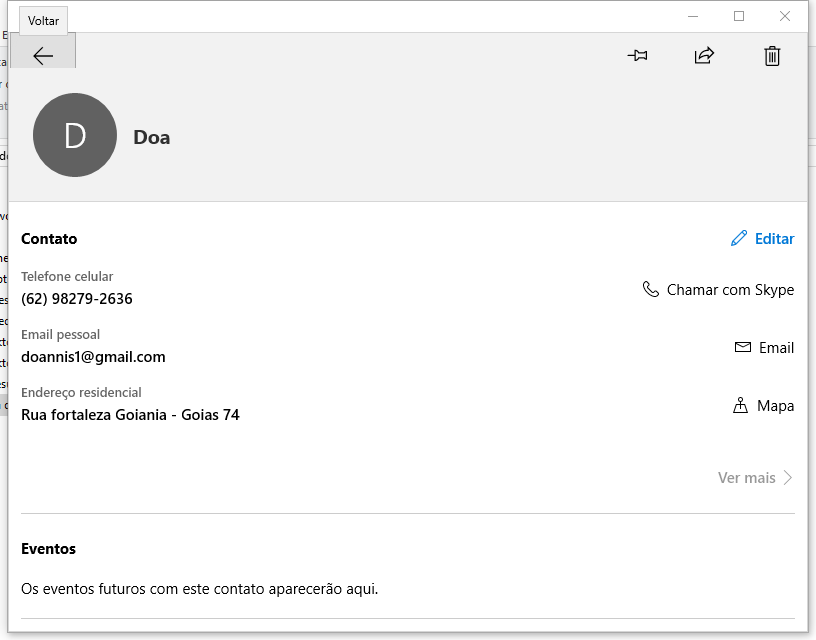 Voltar
D
Doa
Contato
Editar
Telefone celular
(62) 98279-2636
Chamar com Skype
Email pessoal
doannis1@gmail.com
Email
Endereço residencial
Rua fortaleza Goiania - Goias 74
Mapa
Ver mais
Eventos
Os eventos futuros com este contato aparecerão aqui.